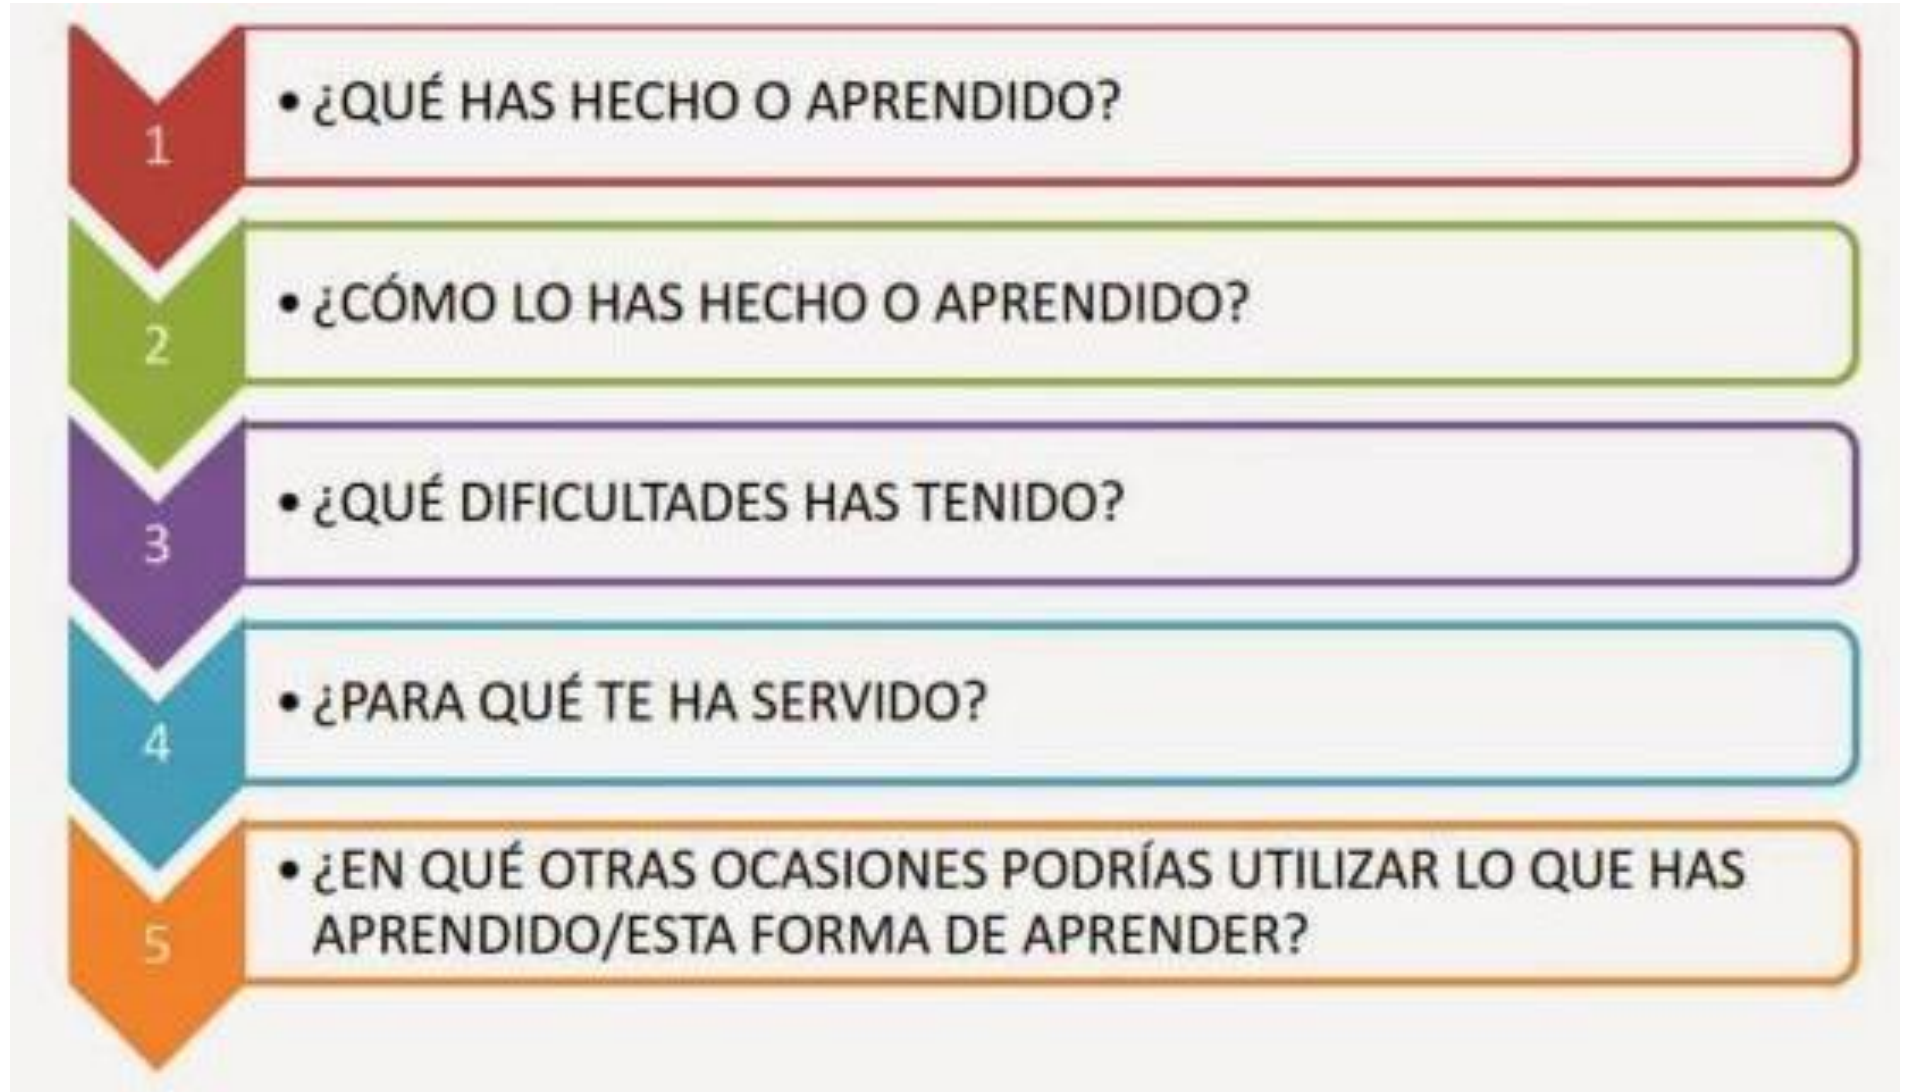 1
• ¿QUÉ HAS HECHO O APRENDIDO?
2
• ¿CÓMO LO HAS HECHO O APRENDIDO?
3
• ¿QUÉ DIFICULTADES HAS TENIDO?
4
• ¿PARA QUÉ TE HA SERVIDO?
5
• ¿EN QUÉ OTRAS OCASIONES PODRÍAS UTILIZAR LO QUE HAS
APRENDIDO/ESTA FORMA DE APRENDER?